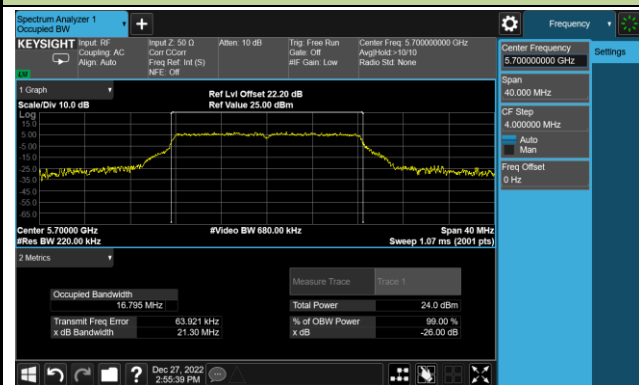 Spectrum Analyzer 1
Occupied BW
Frequency
KEYSIGHT
Input: RF
Coupling: AC
Align: Auto
Input Z: 50 Ω
Corr CCorr
Freq Ref: Int (S)
NFE: Off
Atten: 10 dB
Trig: Free Run
Gate: Off
#IF Gain: Low
Center Freq: 5.700000000 GHz
Avg|Hold:>10/10
Radio Std: None
Center Frequency
5.700000000 GHz
Settings
Span
40.000 MHz
CF Step
4.000000 MHz
Auto
Man
Freq Offset
0 Hz
1 Graph
Scale/Div 10.0 dB
Ref Lvl Offset 22.20 dB
Ref Value 25.00 dBm
Log
15.0
5.00
-5.00
-15.0
-25.0
-35.0
-45.0
-55.0
-65.0
Center 5.70000 GHz
#Res BW 220.00 kHz
#Video BW 680.00 kHz
Span 40 MHz
Sweep 1.07 ms (2001 pts)
2 Metrics
Measure Trace
Trace 1
Occupied Bandwidth
16.795 MHz
Total Power
24.0 dBm
Transmit Freq Error
63.921 kHz
% of OBW Power
99.00 %
x dB Bandwidth
21.30 MHz
x dB
-26.00 dB
Dec 27, 2022
2:55:39 PM